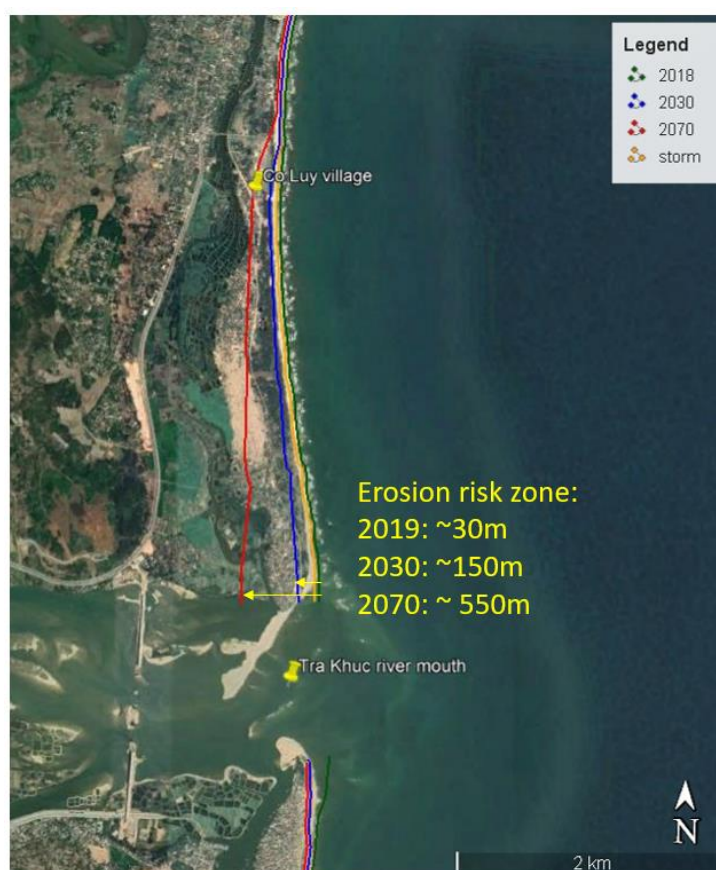 Legend
2018
2030
2070
storm
Co Luy village
Erosion risk zone:
2019: ~30m
2030: ~150m
2070: ~ 550m
Tra Khuc river mouth
N
2 km